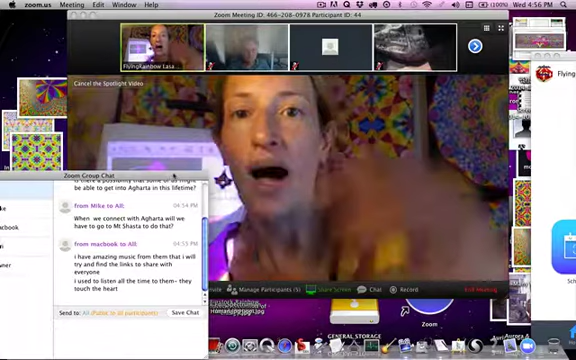 zoom.us Meeting Edit Window Help
(100%) Wed 4:56 PM
Zoom Meeting ID: 466-208-0978 Participant ID: 44
FlyingRainbow Lasa
Cancel the Spotlight Video
Flying
Zoom Group Chat
be able to get into Agharta in this lifetime?
from Mike to All: 04:54 PM
When we connect with Agharta will we
have to go to Mt Shasta to do that?
from macbook to All: 04:55 PM
i have amazing music from them that i will
try and find the links to share with
everyone
i used to listen all the time to them- they
touch the heart
Send to: All (Public to all participants) Save Chat
Manage Participants (5) Share Screen Chat Record End Meeting
GENERAL STORAGE
Zoom